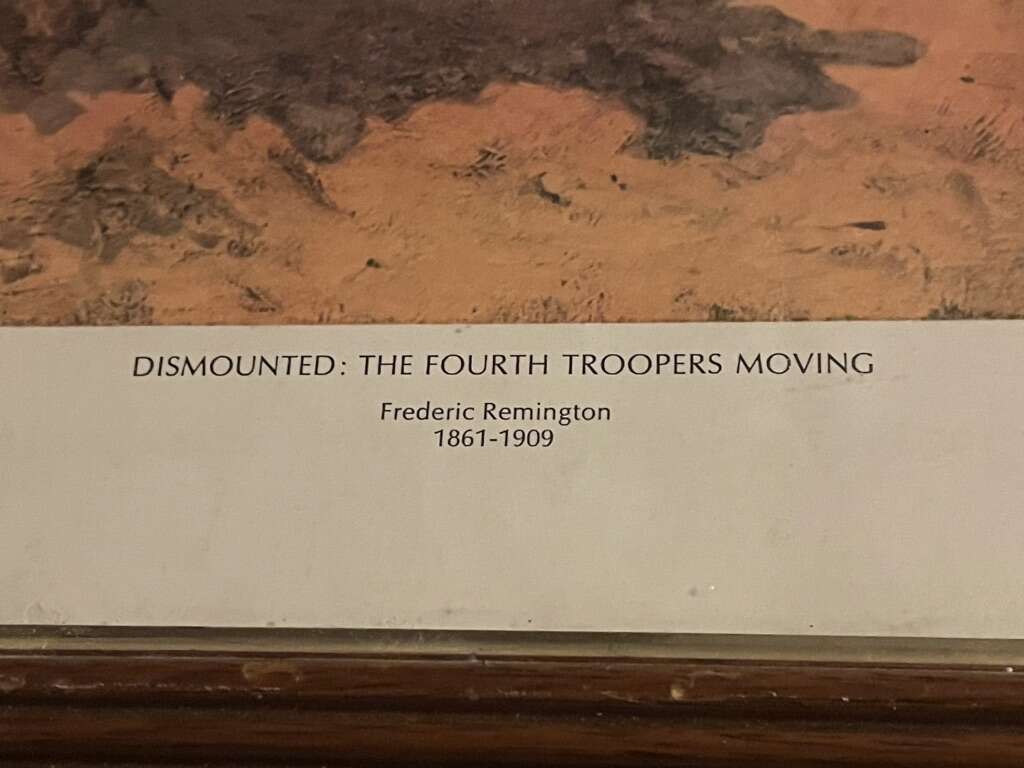 DISMOUNTED: THE FOURTH TROOPERS MOVING
Frederic Remington
1861-1909